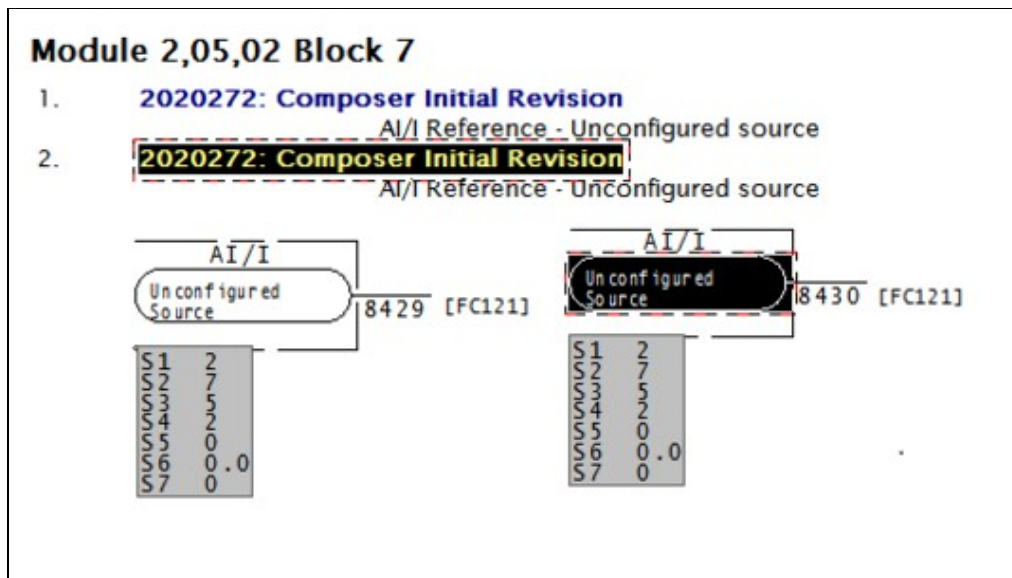 Module 2,05,02 Block 7
1. 2020272: Composer Initial Revision
AI/I Reference - Unconfigured source
2. 2020272: Composer Initial Revision
AI/I Reference - Unconfigured source
AI/I
Unconfigured
Source
8429 [FC121]
S1 2
S2 7
S3 5
S4 2
S5 0
S6 0.0
S7 0
AI/I
Unconfigured
Source
8430 [FC121]
S1 2
S2 7
S3 5
S4 2
S5 0
S6 0.0
S7 0